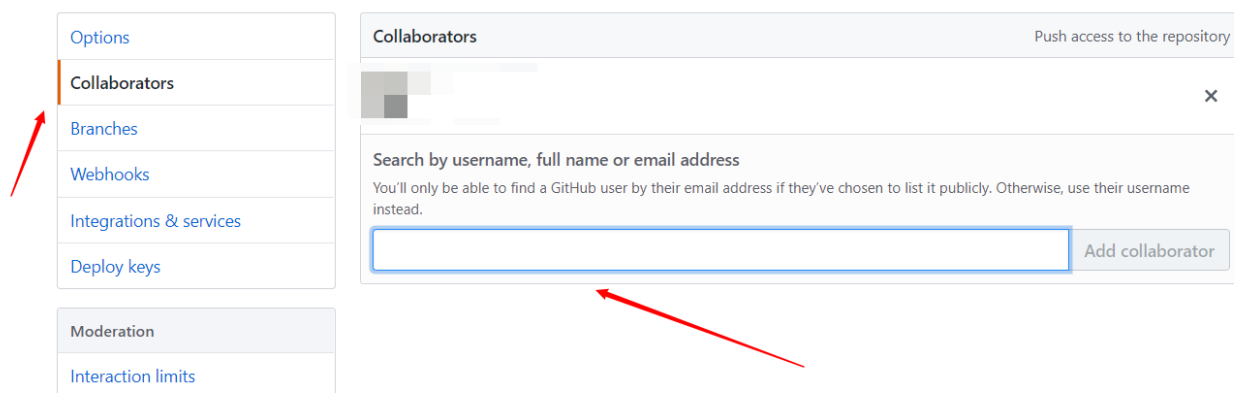 Options
Collaborators
Branches
Webhooks
Integrations & services
Deploy keys
Moderation
Interaction limits
Collaborators
Push access to the repository
Search by username, full name or email address
You'll only be able to find a GitHub user by their email address if they've chosen to list it publicly. Otherwise, use their username
instead.
Add collaborator